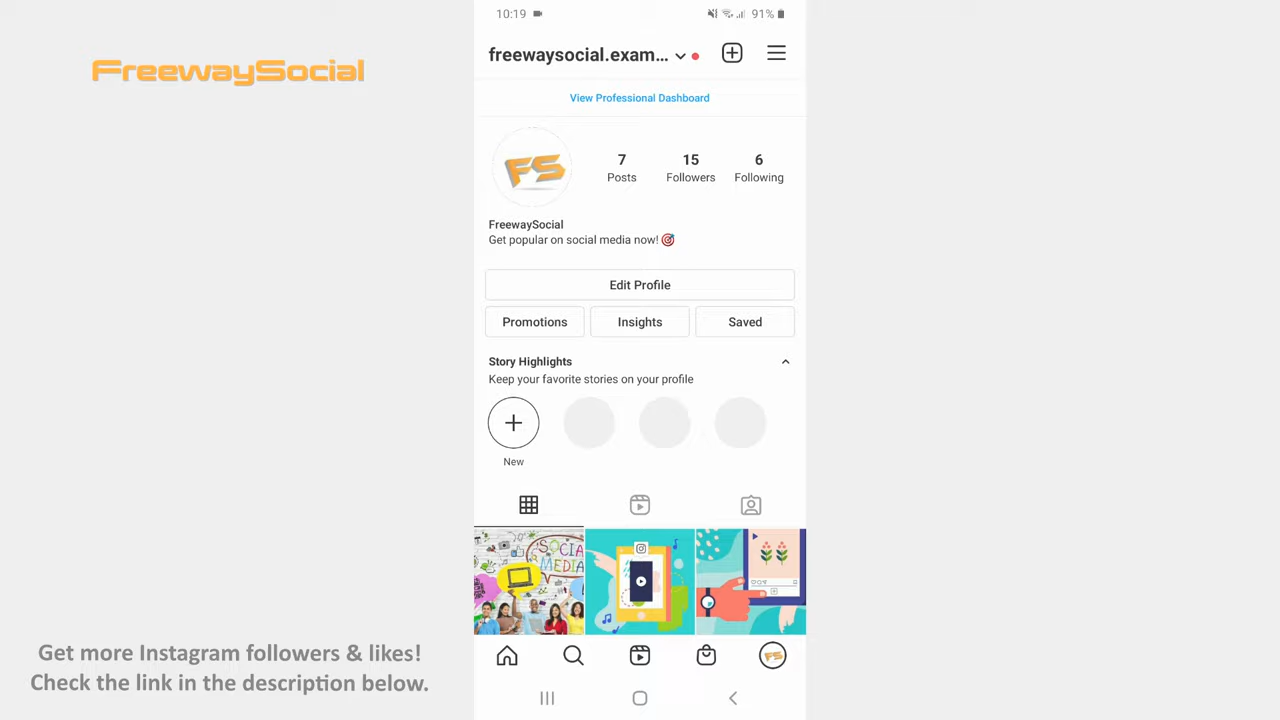 10:19
91%
FreewaySocial
freewaysocial.exam...
View Professional Dashboard
FS
7
15
6
Posts
Followers
Following
FreewaySocial
Get popular on social media now! 🎯
Edit Profile
Promotions
Insights
Saved
Story Highlights
Keep your favorite stories on your profile
New
SOCIAL
MEDIA
Get more Instagram followers & likes!
Check the link in the description below.
FS